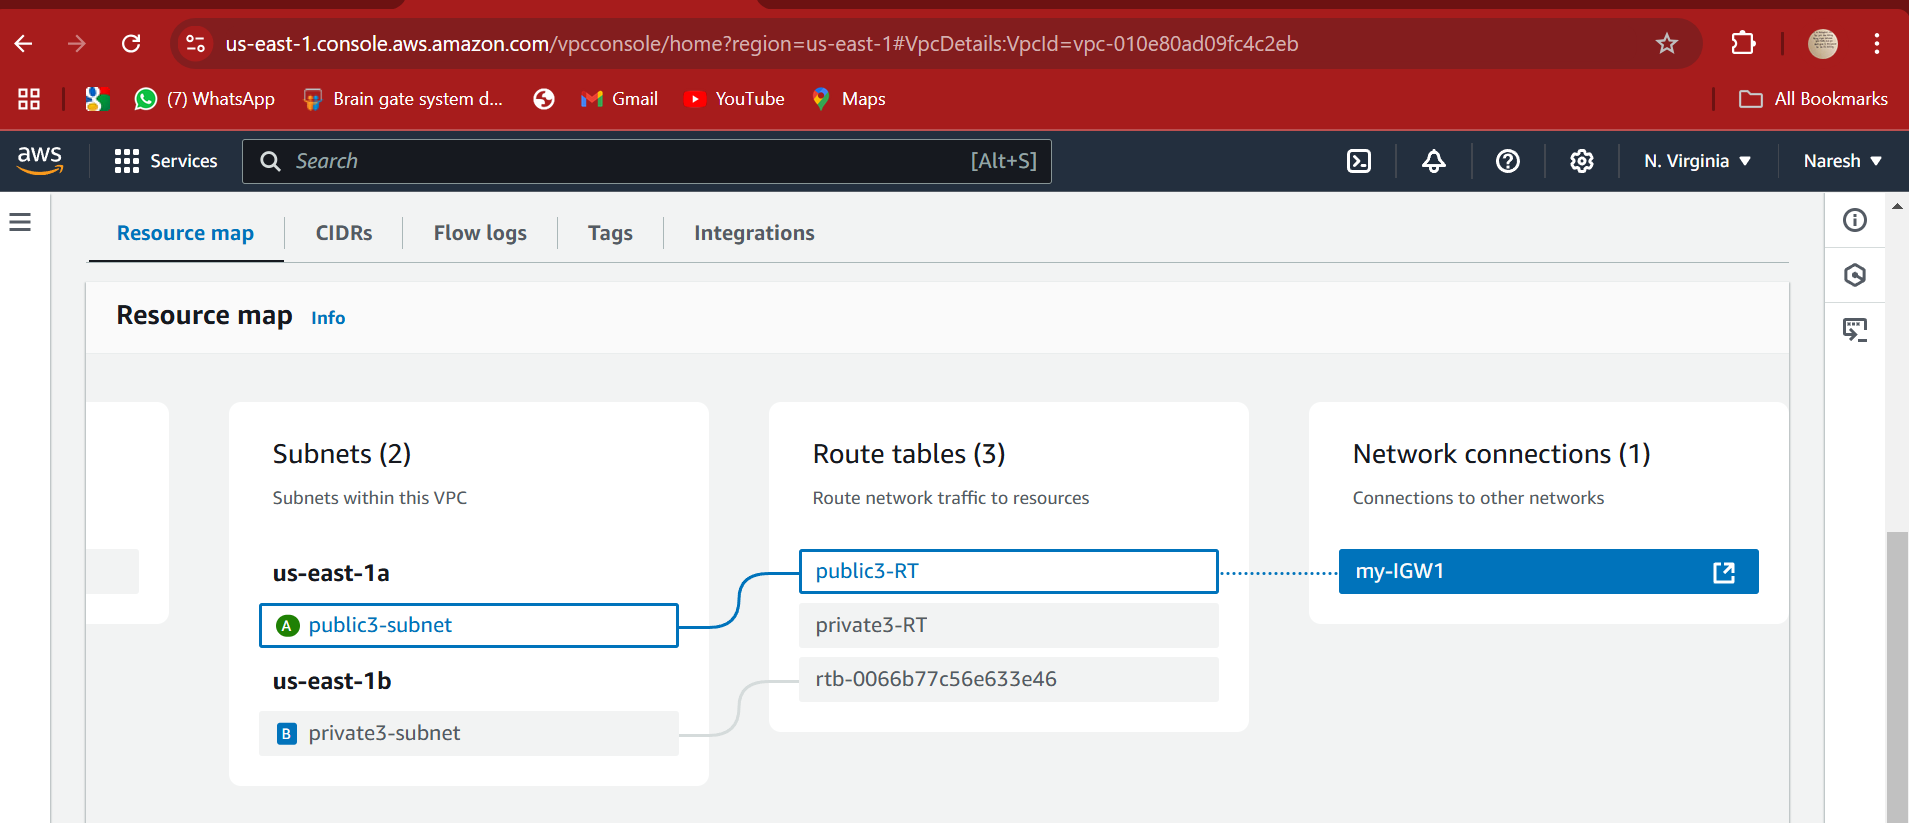 us-east-1.console.aws.amazon.com/vpcconsole/home?region=us-east-1#VpcDetails:VpcId=vpc-010e80ad09fc4c2eb
(7) WhatsApp Brain gate system d... Gmail YouTube Maps All Bookmarks
aws Services Search [Alt+S] N. Virginia Naresh
Resource map CIDRs Flow logs Tags Integrations
Resource map Info
Subnets (2)
Subnets within this VPC
us-east-1a
A public3-subnet
us-east-1b
B private3-subnet
Route tables (3)
Route network traffic to resources
public3-RT
private3-RT
rtb-0066b77c56e633e46
Network connections (1)
Connections to other networks
my-IGW1